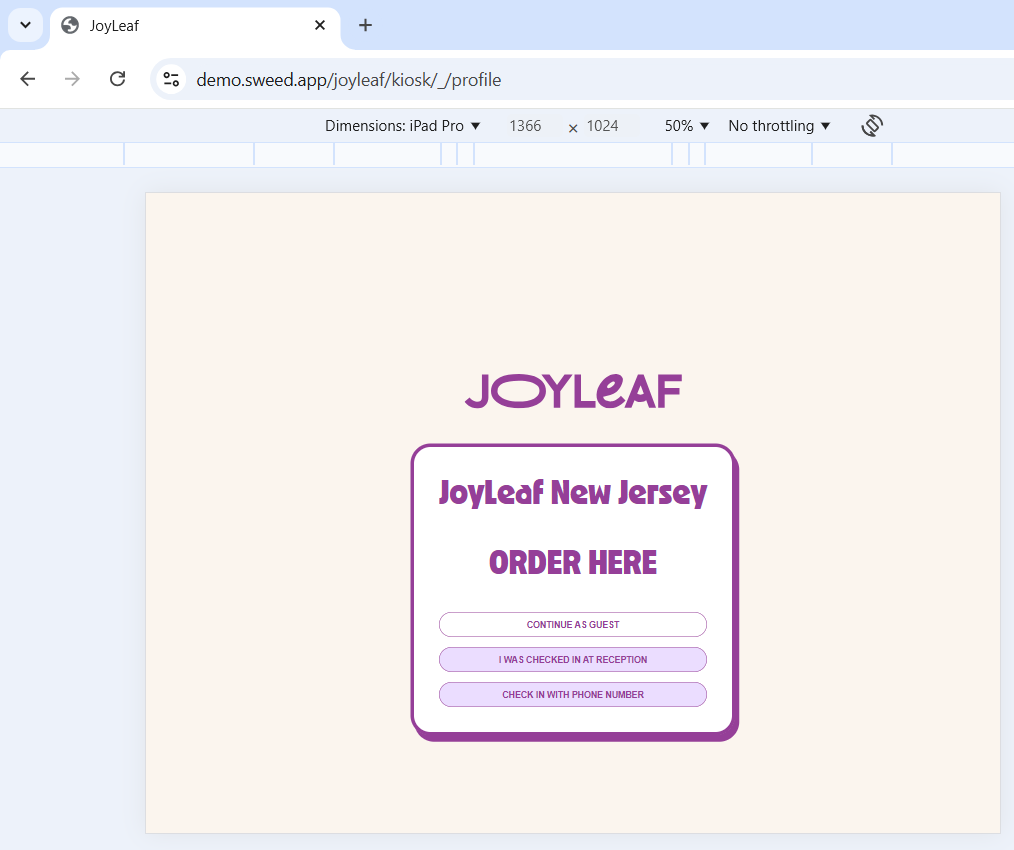 JoyLeaf
demo.sweed.app/joyleaf/kiosk/_/profile
Dimensions: iPad Pro 1366 × 1024 50% No throttling
JOYLEAF
JoyLeaf New Jersey
ORDER HERE
CONTINUE AS GUEST
I WAS CHECKED IN AT RECEPTION
CHECK IN WITH PHONE NUMBER